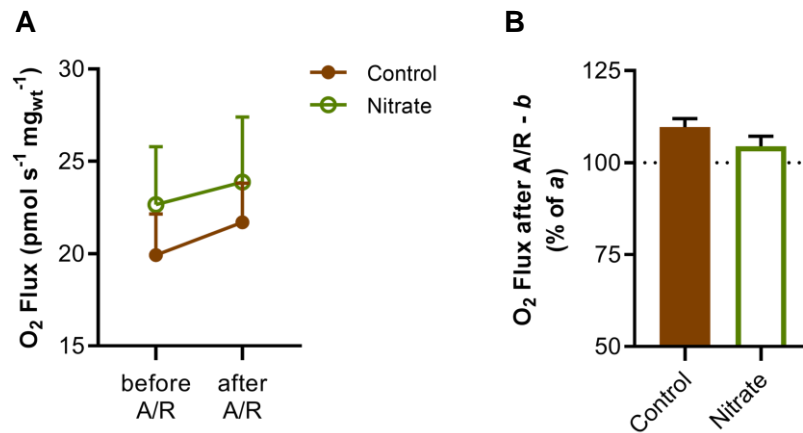 A
O₂ Flux (pmol s⁻¹ mg_wt⁻¹)
30
25
20
15
before
A/R
after
A/R
Control
Nitrate
B
O₂ Flux after A/R - b
(% of a)
125
100
75
50
Control
Nitrate